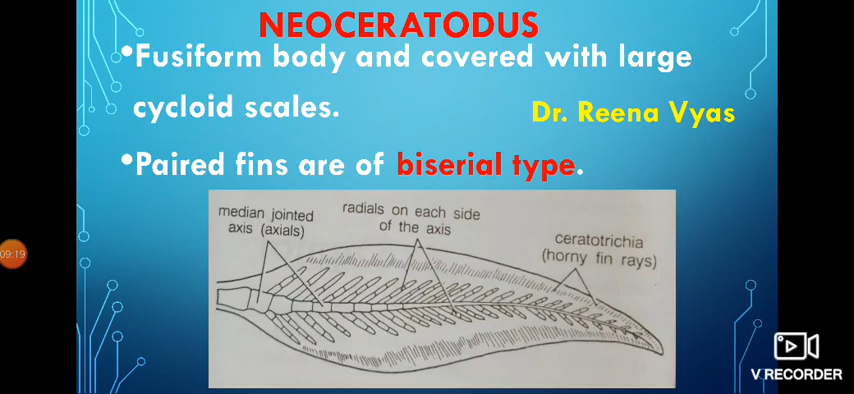 NEOCERATODUS
•Fusiform body and covered with large
cycloid scales.
Dr. Reena Vyas
•Paired fins are of biserial type.
median jointed
axis (axials)
radials on each side
of the axis
ceratotrichia
(horny fin rays)
09:19
V RECORDER